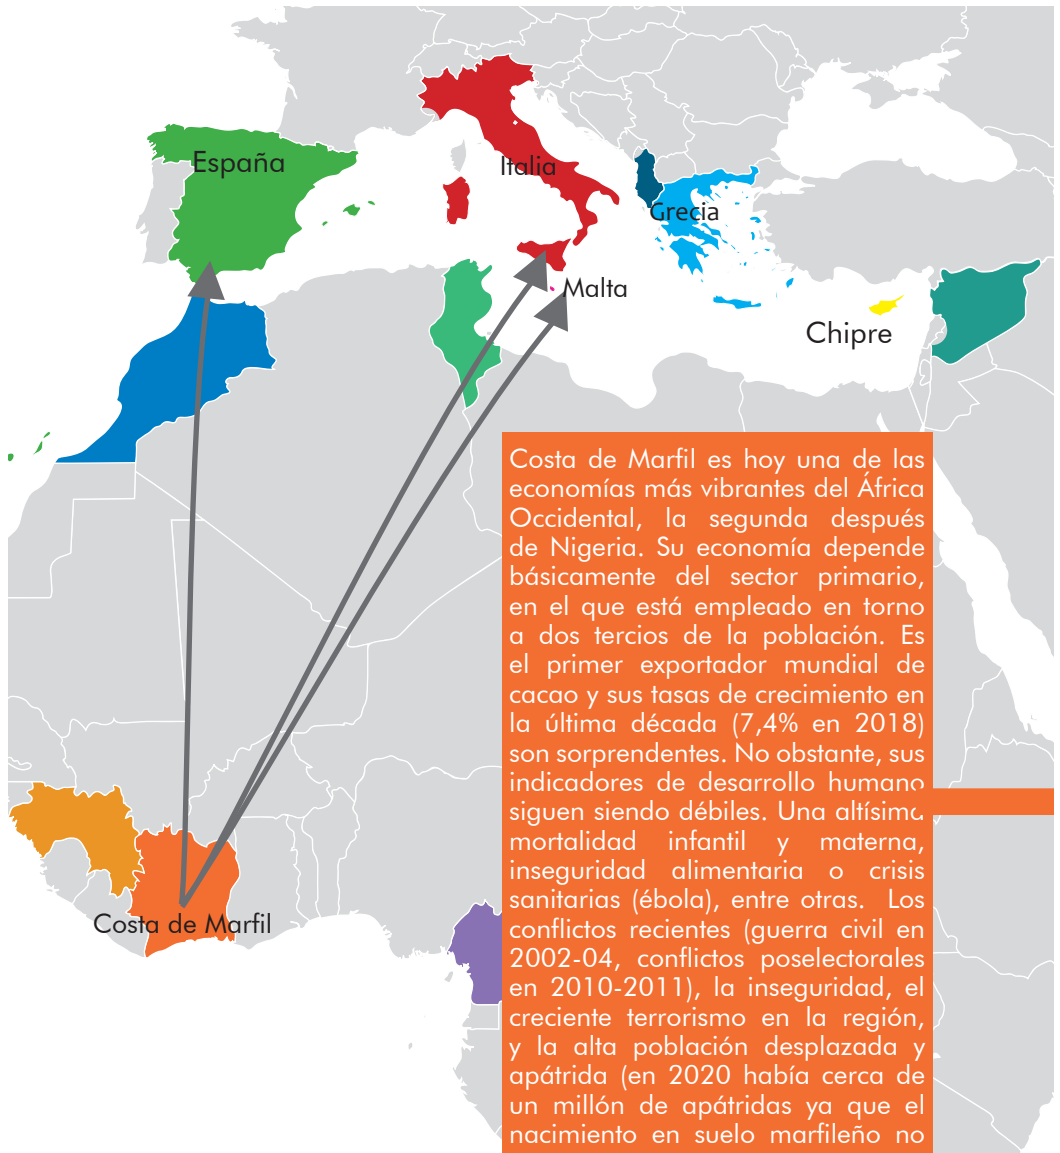 España
Italia
Grecia
Malta
Chipre
Costa de Marfil
Costa de Marfil es hoy una de las
economías más vibrantes del África
Occidental, la segunda después
de Nigeria. Su economía depende
básicamente del sector primario,
en el que está empleado en torno
a dos tercios de la población. Es
el primer exportador mundial de
cacao y sus tasas de crecimiento en
la última década (7,4% en 2018)
son sorprendentes. No obstante, sus
indicadores de desarrollo humano
siguen siendo débiles. Una altísima
mortalidad infantil y materna,
inseguridad alimentaria o crisis
sanitarias (ébola), entre otras. Los
conflictos recientes (guerra civil en
2002-04, conflictos poselectorales
en 2010-2011), la inseguridad, el
creciente terrorismo en la región,
y la alta población desplazada y
apátrida (en 2020 había cerca de
un millón de apátridas ya que el
nacimiento en suelo marfileño no